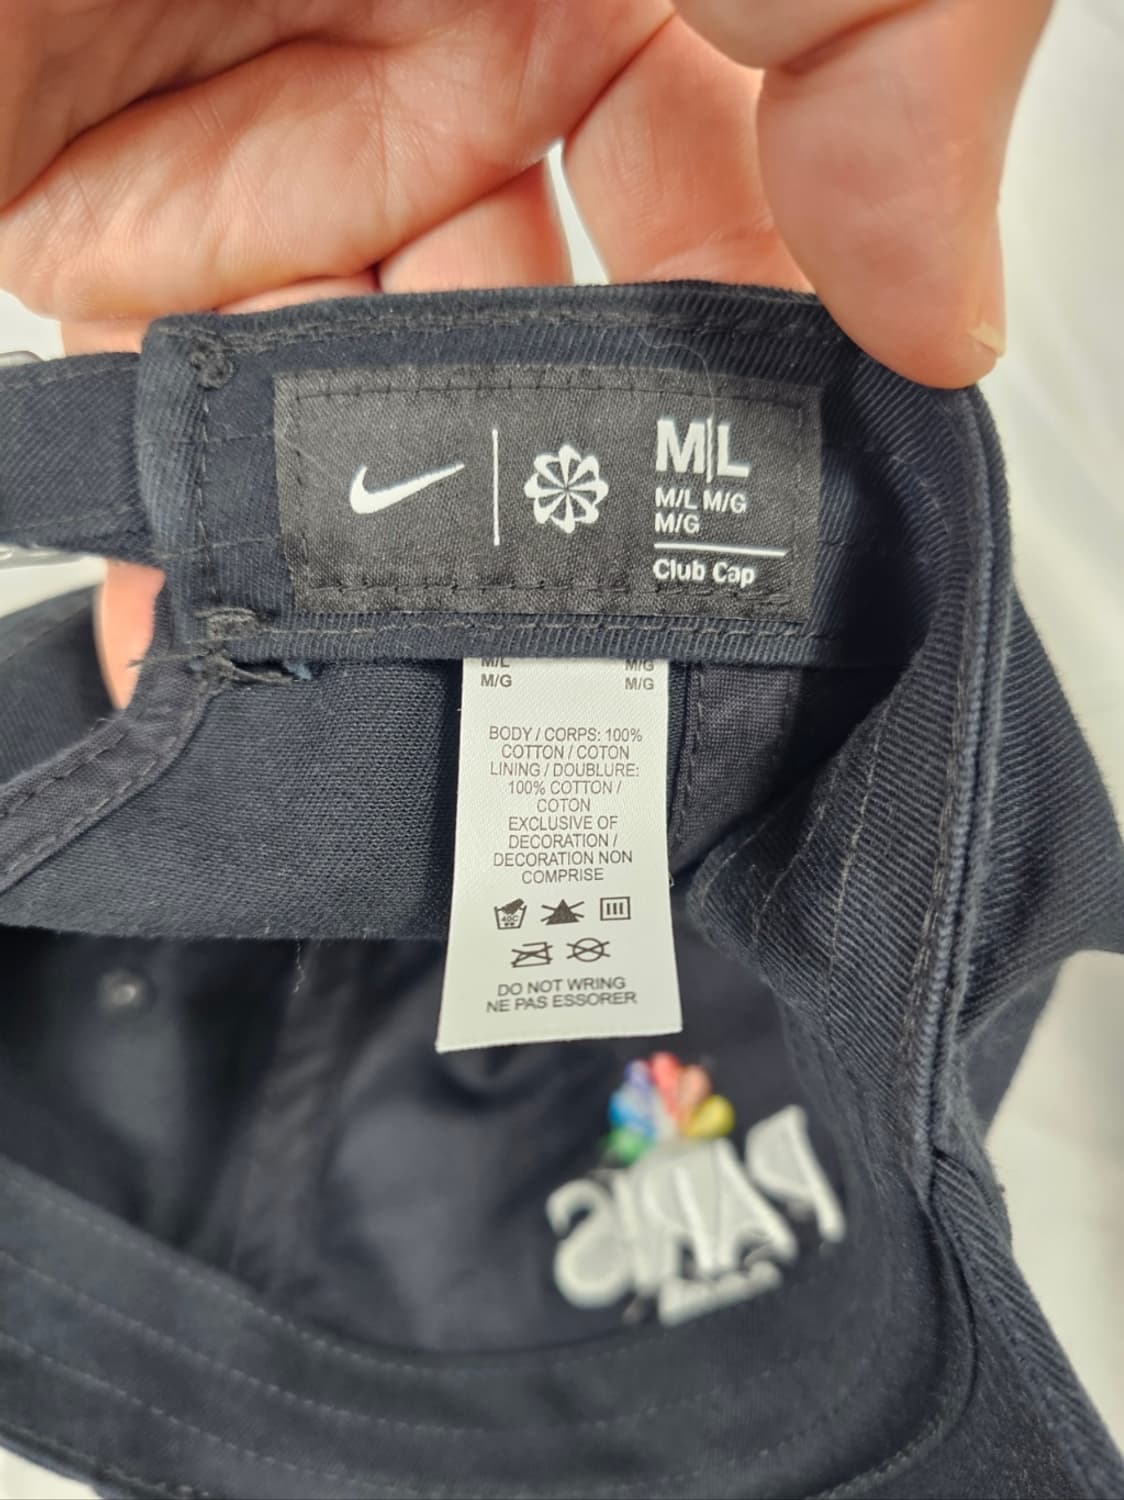 M|L
M/L M/G
M/G
Club Cap
M/L M/G
M/G M/G
BODY / CORPS: 100%
COTTON / COTON
LINING / DOUBLURE:
100% COTTON /
COTON
EXCLUSIVE OF
DECORATION /
DECORATION NON
COMPRISE
40C
DO NOT WRING
NE PAS ESSORER
PARIS